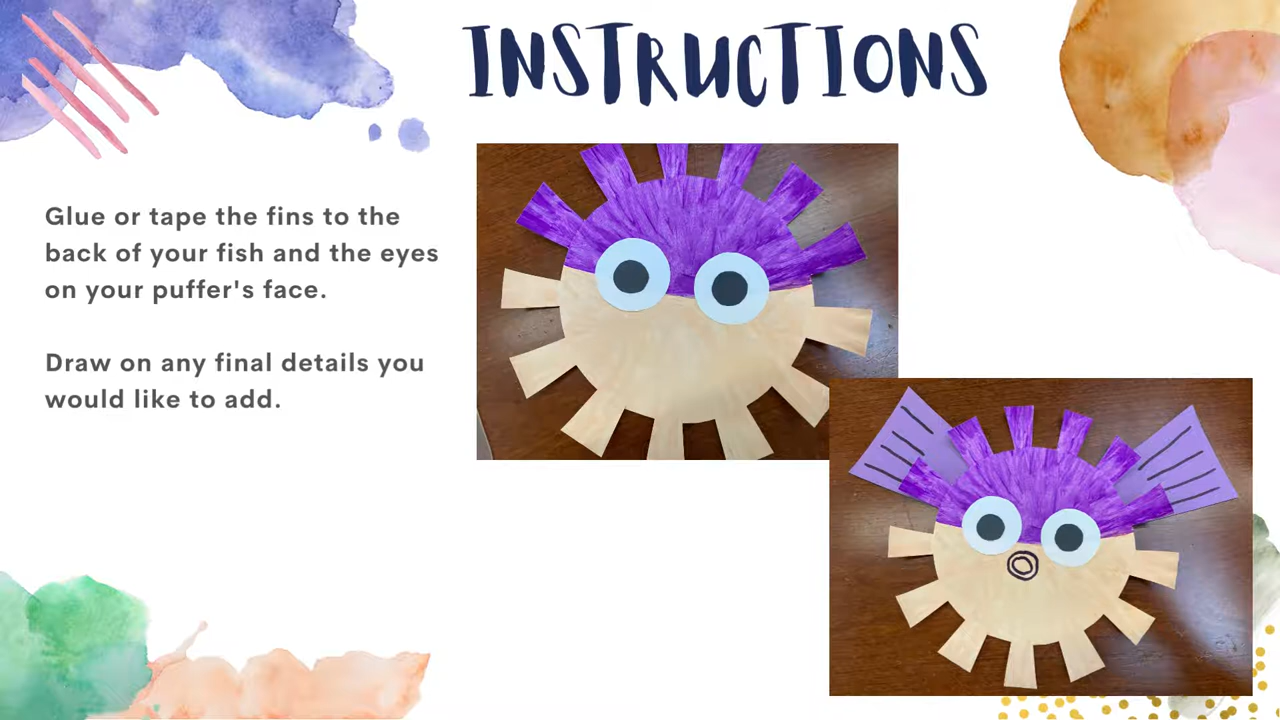 INSTRUCTIONS
Glue or tape the fins to the
back of your fish and the eyes
on your puffer's face.
Draw on any final details you
would like to add.